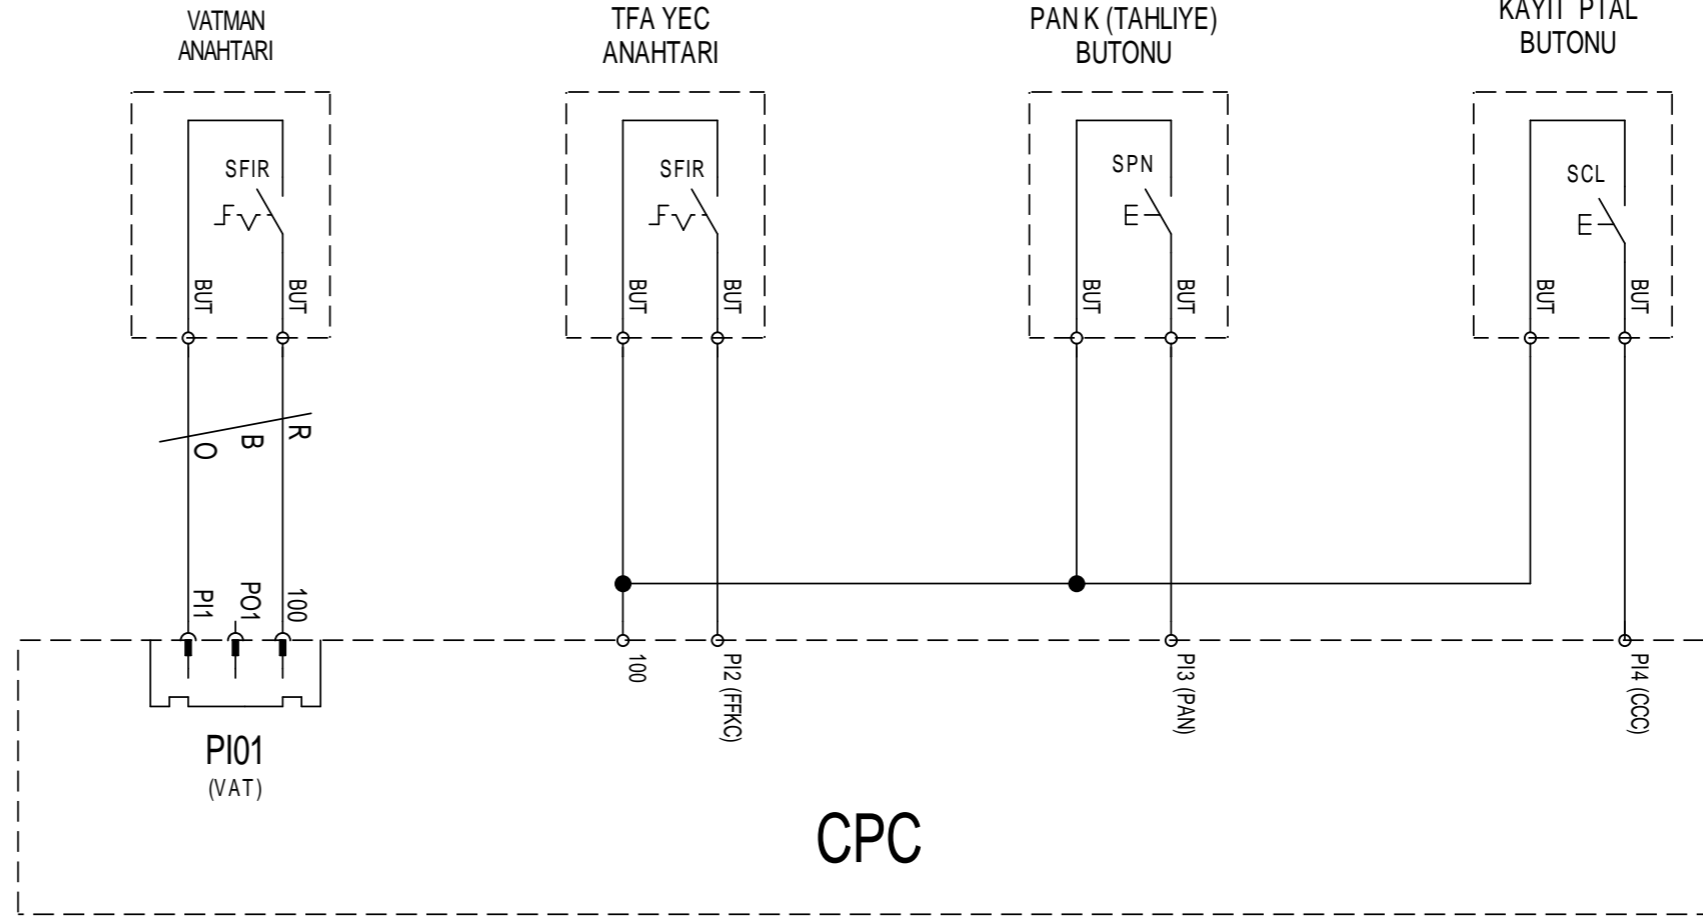 VATMAN
ANAHTARI
TFA YEC
ANAHTARI
PAN K (TAHLIYE)
BUTONU
KAYIT PTAL
BUTONU
SFIR
SFIR
SPN
SCL
BUT
BUT
BUT
BUT
BUT
BUT
BUT
BUT
O
B
R
PI1
PO1
100
100
PI2 (FFKC)
PI3 (PAN)
PI4 (CCC)
PI01
(VAT)
CPC